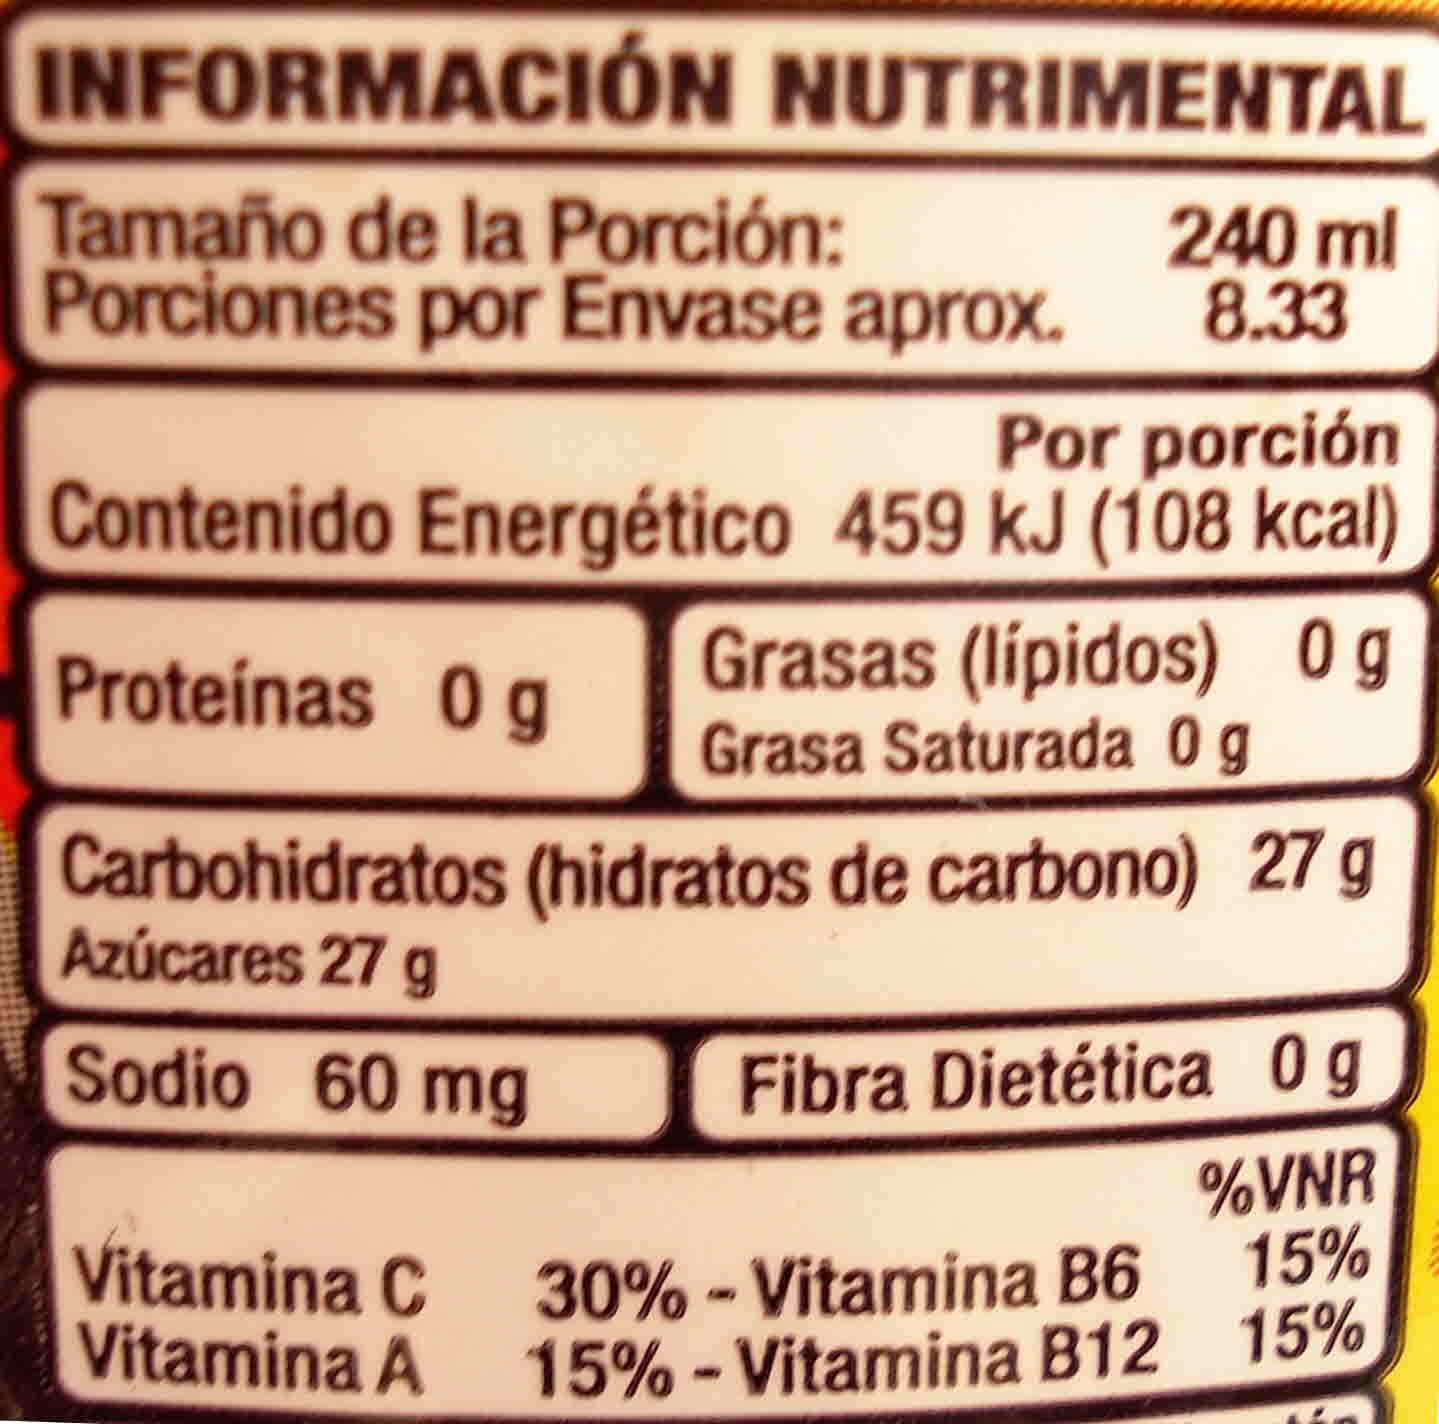 INFORMACIÓN NUTRIMENTAL
Tamaño de la Porción: 240 ml
Porciones por Envase aprox. 8.33
Por porción
Contenido Energético 459 kJ (108 kcal)
Proteínas 0 g
Grasas (lípidos) 0 g
Grasa Saturada 0 g
Carbohidratos (hidratos de carbono) 27 g
Azúcares 27 g
Sodio 60 mg
Fibra Dietética 0 g
%VNR
Vitamina C 30% - Vitamina B6 15%
Vitamina A 15% - Vitamina B12 15%